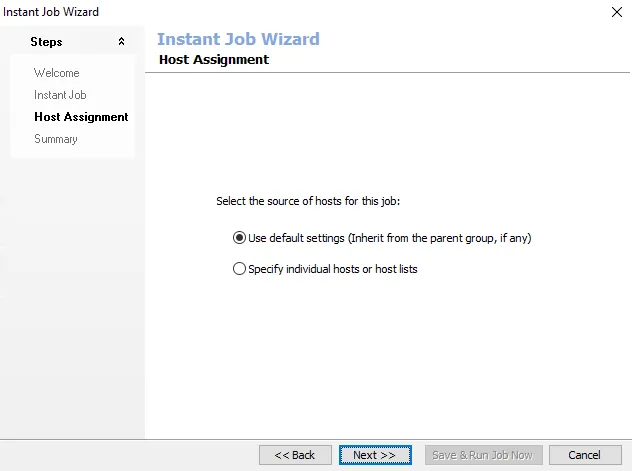 Instant Job Wizard
Steps
Welcome
Instant Job
Host Assignment
Summary
Instant Job Wizard
Host Assignment
Select the source of hosts for this job:
Use default settings (Inherit from the parent group, if any)
Specify individual hosts or host lists
<< Back
Next >>
Save & Run Job Now
Cancel